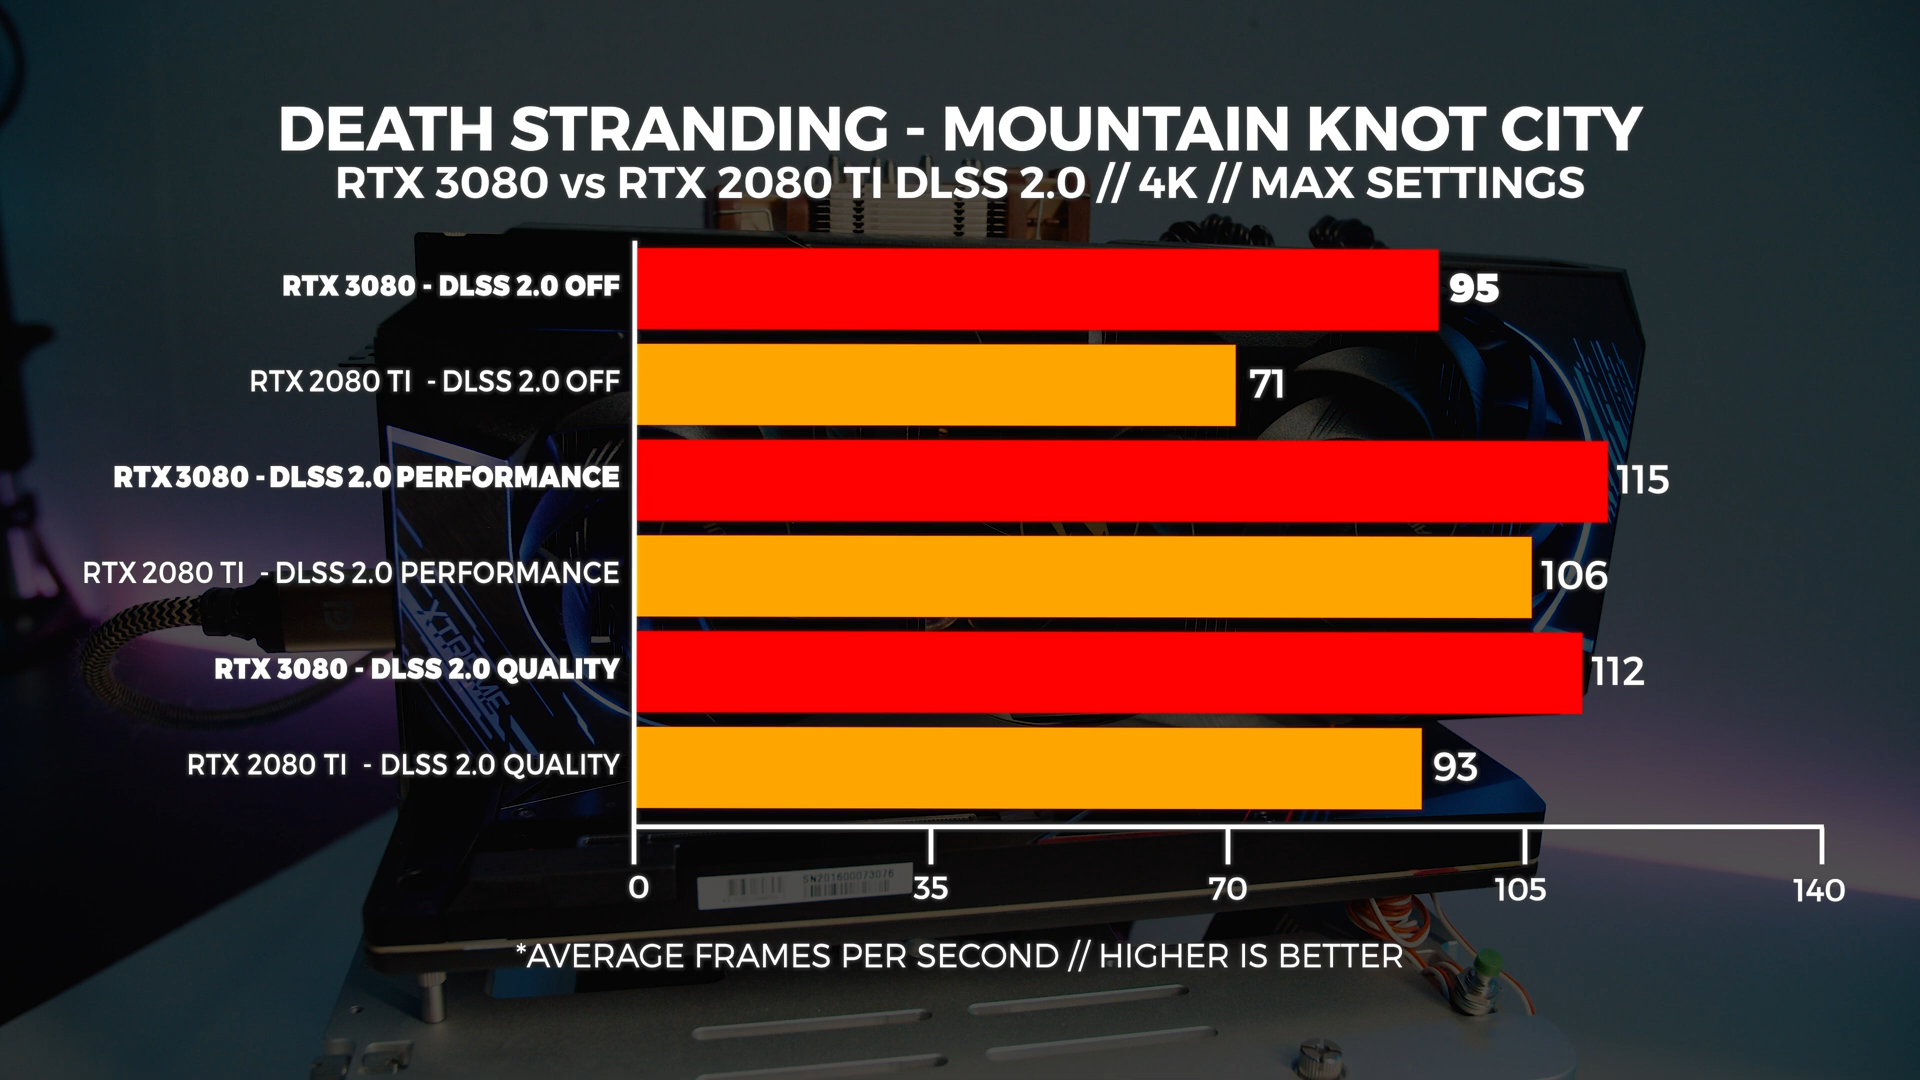 DEATH STRANDING - MOUNTAIN KNOT CITY
RTX 3080 vs RTX 2080 TI DLSS 2.0 // 4K // MAX SETTINGS
RTX 3080 - DLSS 2.0 OFF
95
RTX 2080 TI - DLSS 2.0 OFF
71
RTX 3080 - DLSS 2.0 PERFORMANCE
115
RTX 2080 TI - DLSS 2.0 PERFORMANCE
106
RTX 3080 - DLSS 2.0 QUALITY
112
RTX 2080 TI - DLSS 2.0 QUALITY
93
XTREME
0 35 70 105 140
SN201600073076
*AVERAGE FRAMES PER SECOND // HIGHER IS BETTER